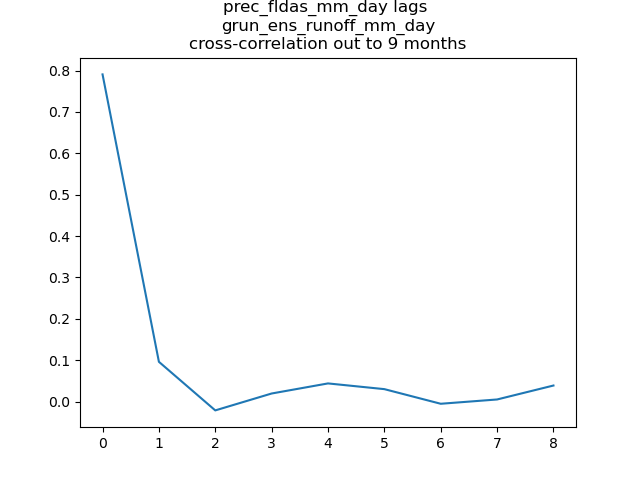 prec_fldas_mm_day lags
grun_ens_runoff_mm_day
cross-correlation out to 9 months
0.8
0.7
0.6
0.5
0.4
0.3
0.2
0.1
0.0
0 1 2 3 4 5 6 7 8